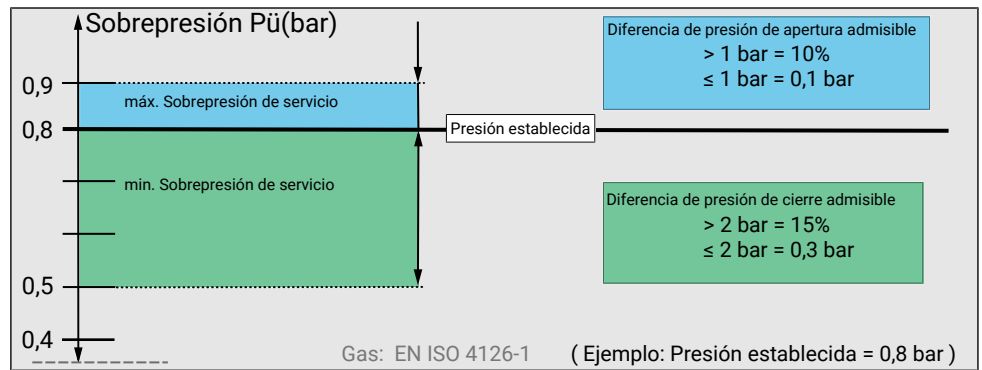 Sobrepresión Pü(bar)
Diferencia de presión de apertura admisible
> 1 bar = 10%
≤ 1 bar = 0,1 bar
0,9
máx. Sobrepresión de servicio
0,8
Presión establecida
min. Sobrepresión de servicio
Diferencia de presión de cierre admisible
> 2 bar = 15%
≤ 2 bar = 0,3 bar
0,5
0,4
Gas: EN ISO 4126-1
( Ejemplo: Presión establecida = 0,8 bar )